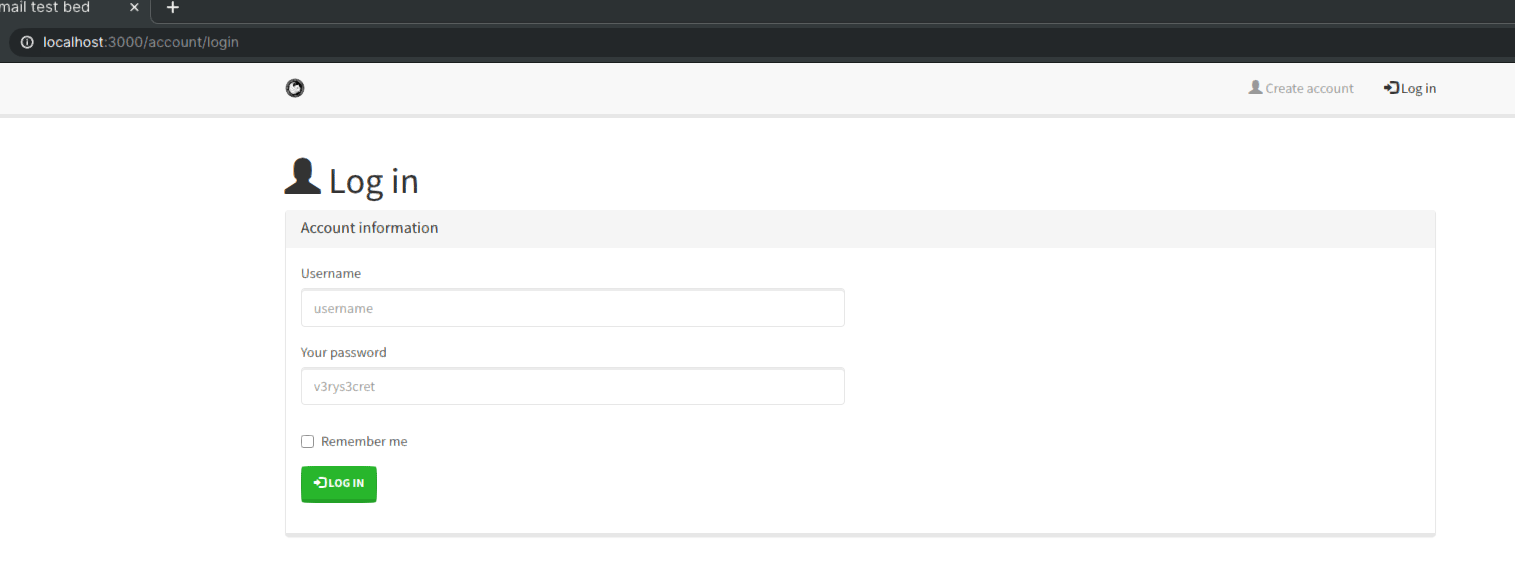 mail test bed × +
localhost:3000/account/login
Create account Log in
Log in
Account information
Username
username
Your password
v3rys3cret
Remember me
LOG IN